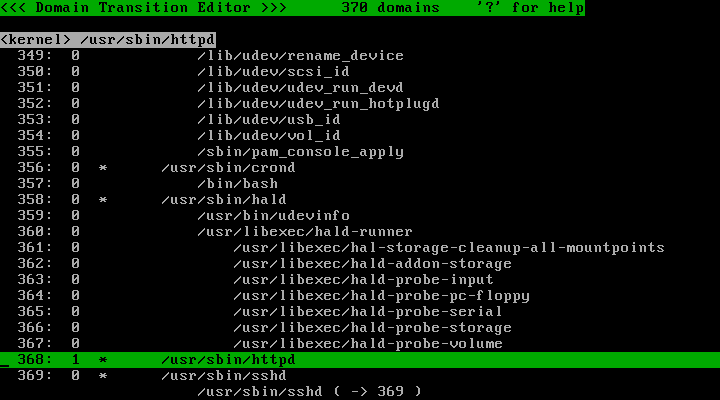 <<< Domain Transition Editor >>>      370 domains    '?' for help
<kernel> /usr/sbin/httpd
349:  0             /lib/udev/rename_device
350:  0             /lib/udev/scsi_id
351:  0             /lib/udev/udev_run_devd
352:  0             /lib/udev/udev_run_hotplugd
353:  0             /lib/udev/usb_id
354:  0             /lib/udev/vol_id
355:  0             /sbin/pam_console_apply
356:  0  *      /usr/sbin/crond
357:  0             /bin/bash
358:  0  *      /usr/sbin/hald
359:  0             /usr/bin/udevinfo
360:  0             /usr/libexec/hald-runner
361:  0                 /usr/libexec/hal-storage-cleanup-all-mountpoints
362:  0                 /usr/libexec/hald-addon-storage
363:  0                 /usr/libexec/hald-probe-input
364:  0                 /usr/libexec/hald-probe-pc-floppy
365:  0                 /usr/libexec/hald-probe-serial
366:  0                 /usr/libexec/hald-probe-storage
367:  0                 /usr/libexec/hald-probe-volume
368:  1  *      /usr/sbin/httpd
369:  0  *      /usr/sbin/sshd
/usr/sbin/sshd ( -> 369 )